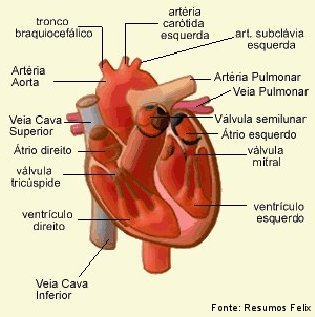 tronco
braquiocefálico
artéria
carótida
esquerda
art. subclávia
esquerda
Artéria
Aorta
Artéria Pulmonar
Veia Pulmonar
Veia Cava
Superior
Válvula semilunar
Átrio esquerdo
Átrio direito
válvula
mitral
válvula
tricúspide
ventrículo
direito
ventrículo
esquerdo
Veia Cava
Inferior
Fonte: Resumos Felix